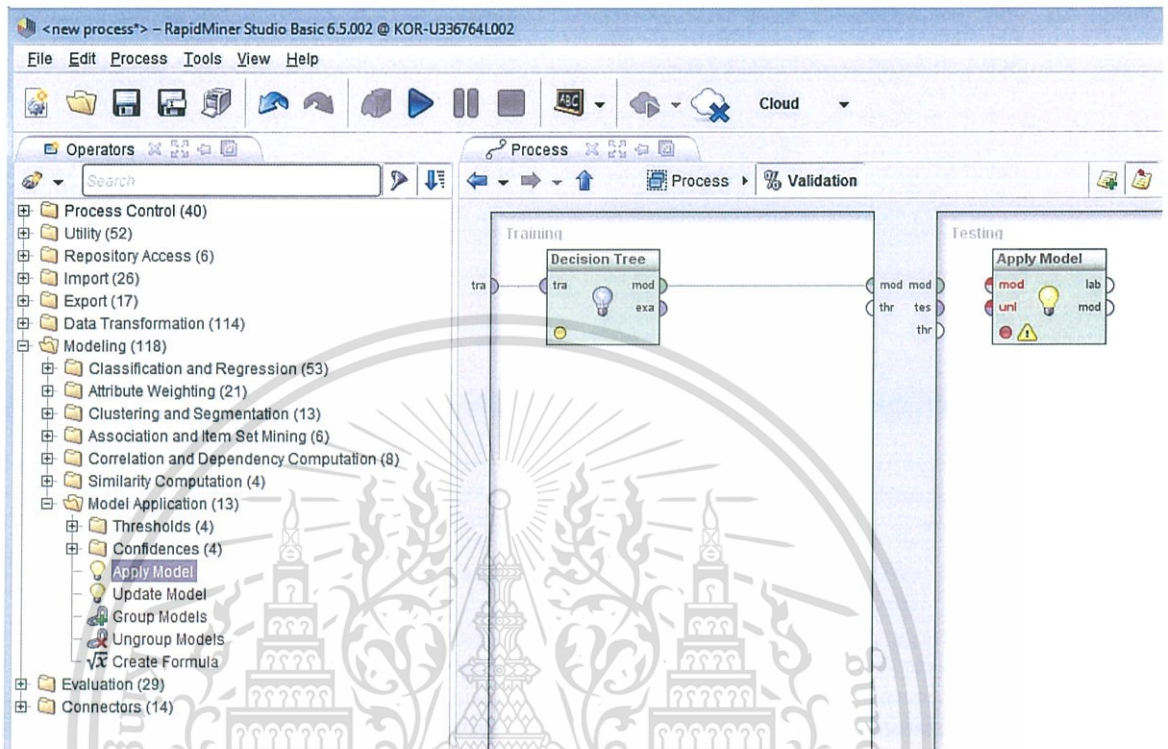 <new process*> – RapidMiner Studio Basic 6.5.002 @ KOR-U336764L002
File Edit Process Tools View Help
ABC
Cloud
Operators
Process
Search
Process
% Validation
Process Control (40)
Utility (52)
Repository Access (6)
Import (26)
Export (17)
Data Transformation (114)
Modeling (118)
Classification and Regression (53)
Attribute Weighting (21)
Clustering and Segmentation (13)
Association and Item Set Mining (6)
Correlation and Dependency Computation (8)
Similarity Computation (4)
Model Application (13)
Thresholds (4)
Confidences (4)
Apply Model
Update Model
Group Models
Ungroup Models
√x Create Formula
Evaluation (29)
Connectors (14)
Training
Decision Tree
tra tra mod mod
exa thr
Testing
Apply Model
mod mod lab
tes unl mod
thr